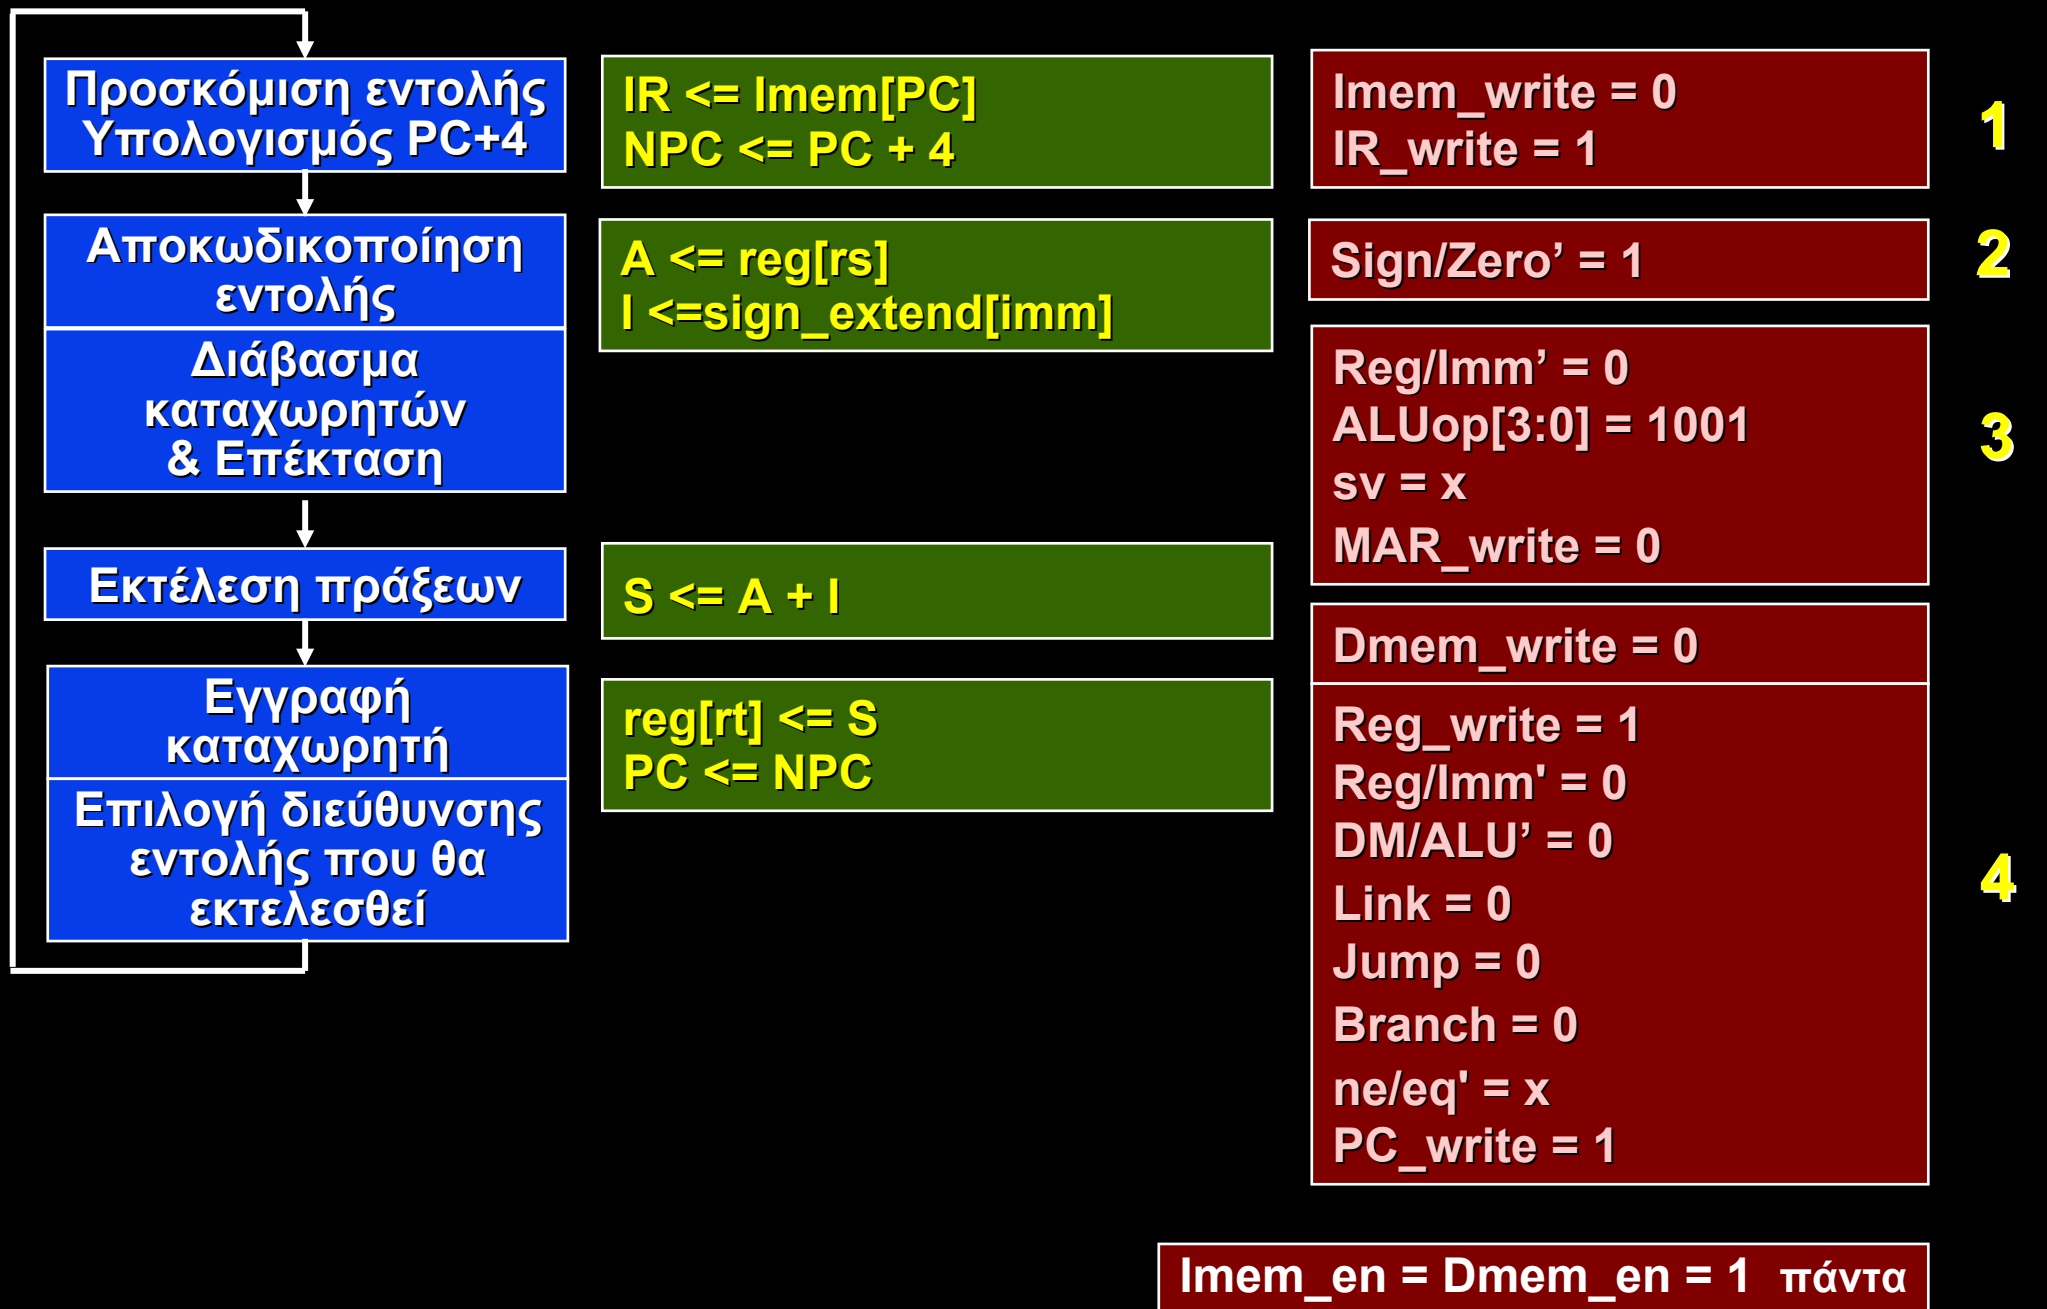 Προσκόμιση εντολής
Υπολογισμός PC+4
IR <= Imem[PC]
NPC <= PC + 4
Imem_write = 0
IR_write = 1
1
Αποκωδικοποίηση
εντολής
Διάβασμα
καταχωρητών
& Επέκταση
A <= reg[rs]
I <=sign_extend[imm]
Sign/Zero’ = 1
2
Reg/Imm’ = 0
ALUop[3:0] = 1001
sv = x
MAR_write = 0
3
Εκτέλεση πράξεων
S <= A + I
Dmem_write = 0
Εγγραφή
καταχωρητή
Επιλογή διεύθυνσης
εντολής που θα
εκτελεσθεί
reg[rt] <= S
PC <= NPC
Reg_write = 1
Reg/Imm' = 0
DM/ALU’ = 0
Link = 0
Jump = 0
Branch = 0
ne/eq' = x
PC_write = 1
4
Imem_en = Dmem_en = 1 πάντα